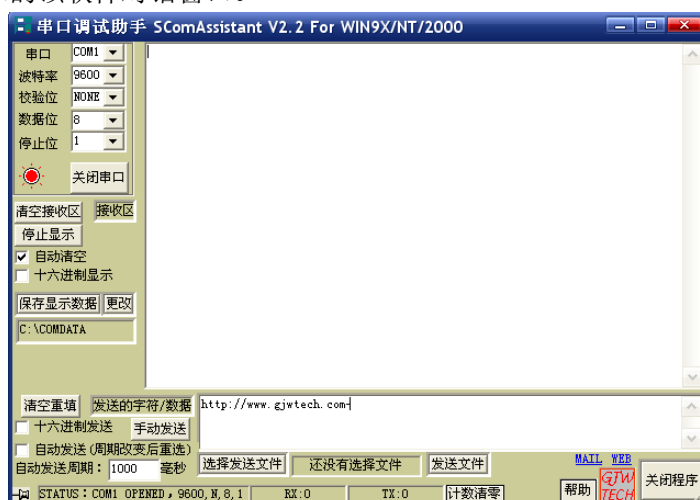 串口调试助手 SComAssistant V2.2 For WIN9X/NT/2000
串口 COM1
波特率 9600
校验位 NONE
数据位 8
停止位 1
关闭串口
清空接收区 接收区
停止显示
自动清空
十六进制显示
保存显示数据 更改
C:\COMDATA
清空重填 发送的字符/数据 http://www.gjwtech.com
十六进制发送 手动发送
自动发送(周期改变后重选)
自动发送周期: 1000 毫秒 选择发送文件 还没有选择文件 发送文件 MAIL WEB
STATUS:COM1 OPENED,9600,N,8,1 RX:0 TX:0 计数清零 帮助 GJW TECH 关闭程序